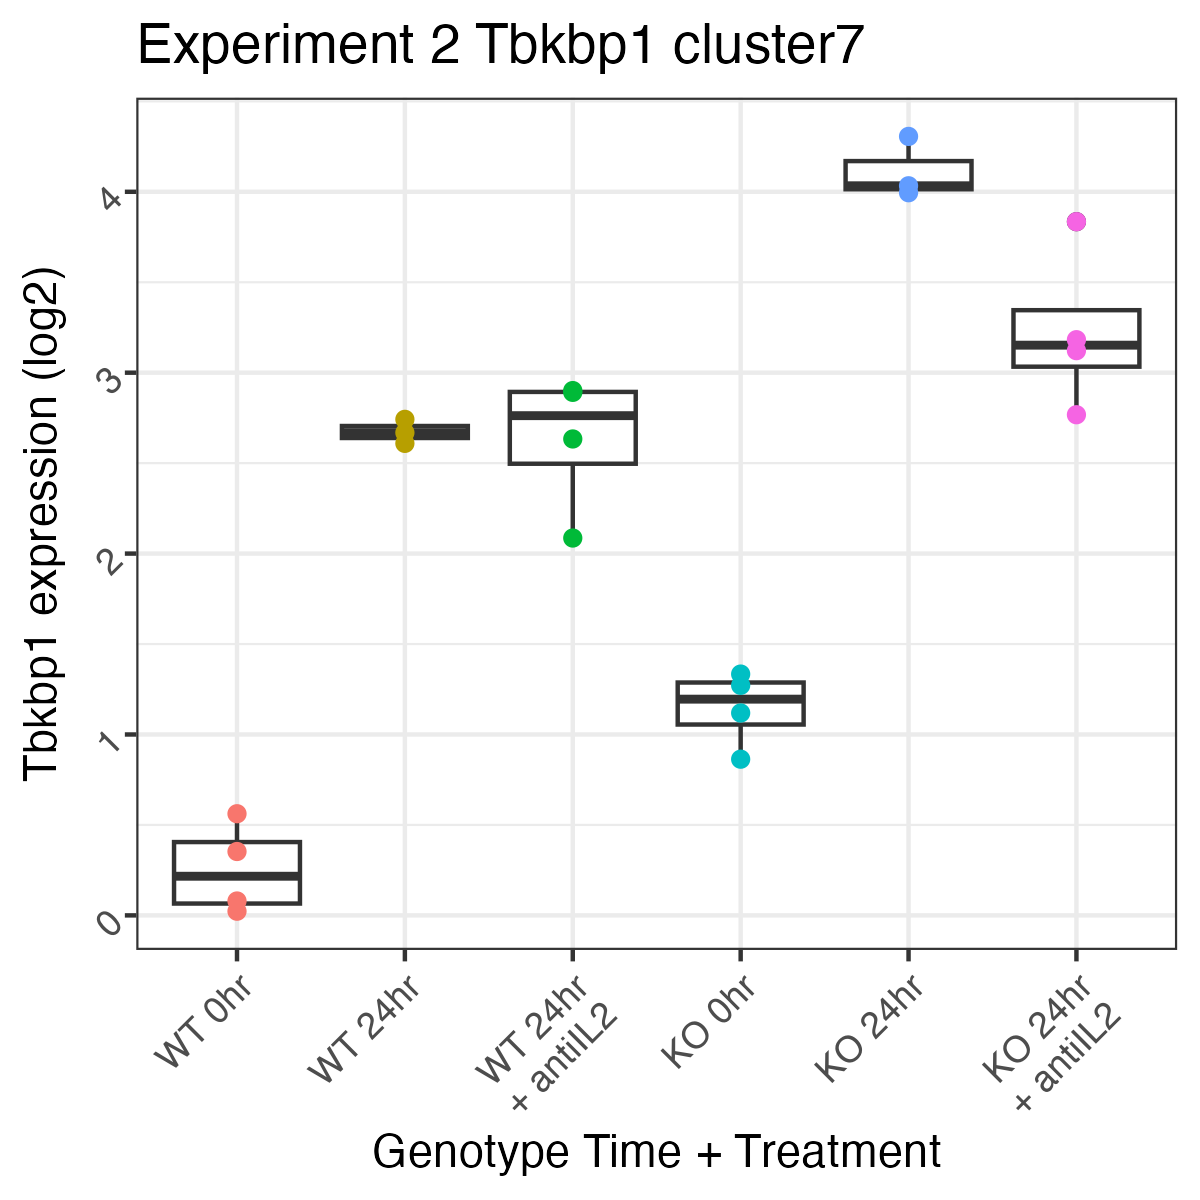 Experiment 2 Tbkbp1 cluster7
Tbkbp1 expression (log2)
4
3
2
1
0
WT 0hr
WT 24hr
WT 24hr
+ antiIL2
KO 0hr
KO 24hr
KO 24hr
+ antiIL2
Genotype Time + Treatment